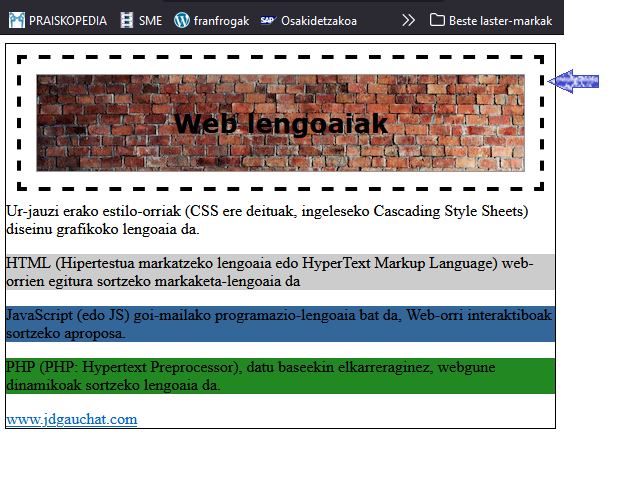 PRAISKOPEDIA SME franfrogak SAP Osakidetzakoa >> Beste laster-markak
Web lengoaiak
Ur-jauzi erako estilo-orriak (CSS ere deituak, ingeleseko Cascading Style Sheets)
diseinu grafikoko lengoaia da.
HTML (Hipertestua markatzeko lengoaia edo HyperText Markup Language) web-
orrien egitura sortzeko markaketa-lengoaia da
JavaScript (edo JS) goi-mailako programazio-lengoaia bat da, Web-orri interaktiboak
sortzeko aproposa.
PHP (PHP: Hypertext Preprocessor), datu baseekin elkarreraginez, webgune
dinamikoak sortzeko lengoaia da.
www.jdgauchat.com